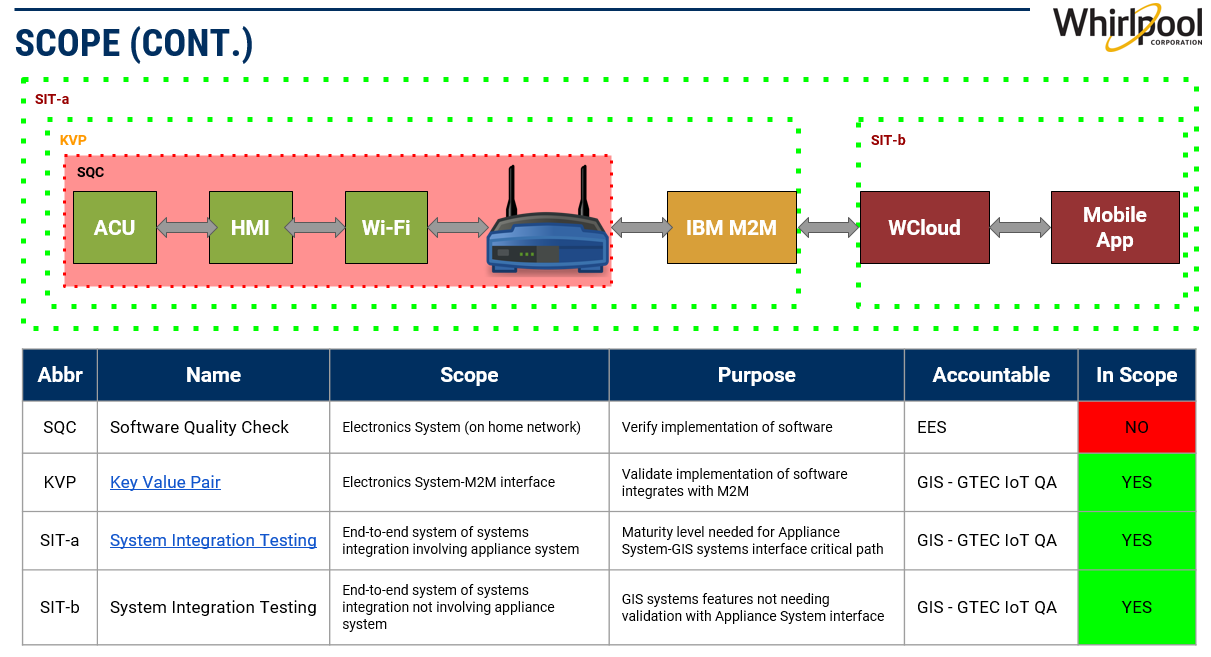 SCOPE (CONT.)
Whirlpool
CORPORATION
SIT-a
KVP
SIT-b
SQC
ACU
HMI
Wi-Fi
IBM M2M
WCloud
Mobile
App
Abbr Name Scope Purpose Accountable In Scope
SQC Software Quality Check Electronics System (on home network) Verify implementation of software EES NO
KVP Key Value Pair Electronics System-M2M interface Validate implementation of software
integrates with M2M GIS - GTEC IoT QA YES
SIT-a System Integration Testing End-to-end system of systems
integration involving appliance system Maturity level needed for Appliance
System-GIS systems interface critical path GIS - GTEC IoT QA YES
SIT-b System Integration Testing End-to-end system of systems
integration not involving appliance
system GIS systems features not needing
validation with Appliance System interface GIS - GTEC IoT QA YES